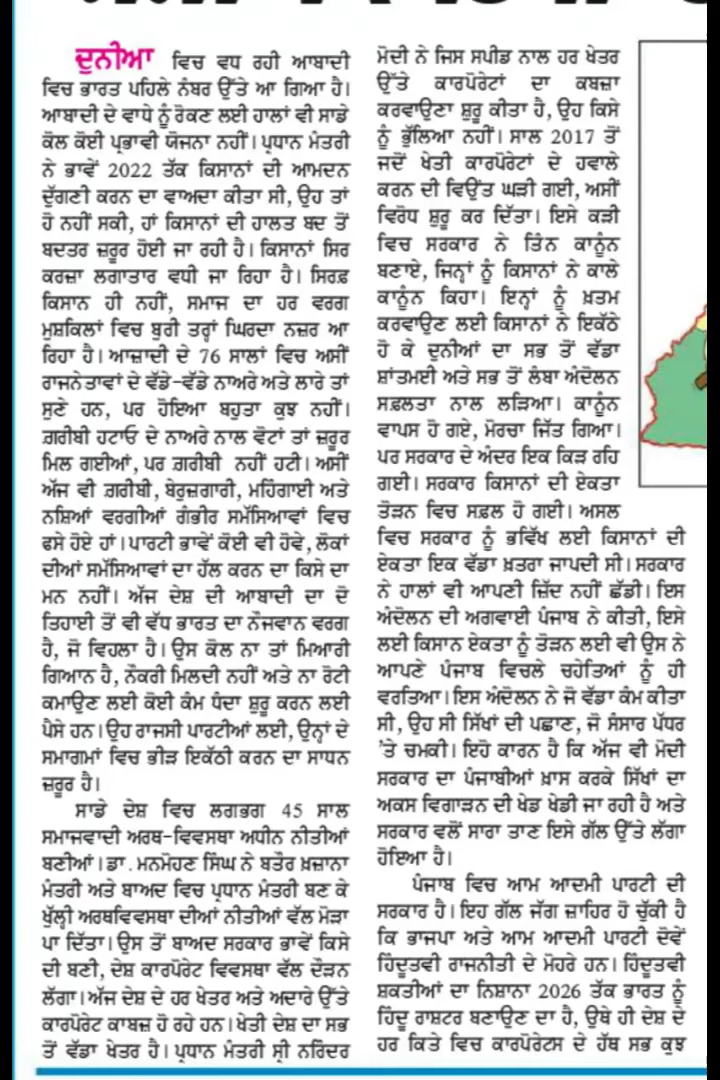 ਦੁਨੀਆ ਵਿਚ ਵਧ ਰਹੀ ਆਬਾਦੀ
ਵਿਚ ਭਾਰਤ ਪਹਿਲੇ ਨੰਬਰ ਉੱਤੇ ਆ ਗਿਆ ਹੈ।
ਆਬਾਦੀ ਦੇ ਵਾਧੇ ਨੂੰ ਰੋਕਣ ਲਈ ਹਾਲਾਂ ਵੀ ਸਾਡੇ
ਕੋਲ ਕੋਈ ਪ੍ਰਭਾਵੀ ਯੋਜਨਾ ਨਹੀਂ। ਪ੍ਰਧਾਨ ਮੰਤਰੀ
ਨੇ ਭਾਵੇਂ 2022 ਤੱਕ ਕਿਸਾਨਾਂ ਦੀ ਆਮਦਨ
ਦੁੱਗਣੀ ਕਰਨ ਦਾ ਵਾਅਦਾ ਕੀਤਾ ਸੀ, ਉਹ ਤਾਂ
ਹੋ ਨਹੀਂ ਸਕੀ, ਹਾਂ ਕਿਸਾਨਾਂ ਦੀ ਹਾਲਤ ਬਦ ਤੋਂ
ਬਦਤਰ ਜ਼ਰੂਰ ਹੋਈ ਜਾ ਰਹੀ ਹੈ। ਕਿਸਾਨਾਂ ਸਿਰ
ਕਰਜ਼ਾ ਲਗਾਤਾਰ ਵਧੀ ਜਾ ਰਿਹਾ ਹੈ। ਸਿਰਫ਼
ਕਿਸਾਨ ਹੀ ਨਹੀਂ, ਸਮਾਜ ਦਾ ਹਰ ਵਰਗ
ਮੁਸ਼ਕਿਲਾਂ ਵਿਚ ਬੁਰੀ ਤਰ੍ਹਾਂ ਘਿਰਦਾ ਨਜ਼ਰ ਆ
ਰਿਹਾ ਹੈ। ਆਜ਼ਾਦੀ ਦੇ 76 ਸਾਲਾਂ ਵਿਚ ਅਸੀਂ
ਰਾਜਨੇਤਾਵਾਂ ਦੇ ਵੱਡੇ-ਵੱਡੇ ਨਾਅਰੇ ਅਤੇ ਲਾਰੇ ਤਾਂ
ਸੁਣੇ ਹਨ, ਪਰ ਹੋਇਆ ਬਹੁਤਾ ਕੁਝ ਨਹੀਂ।
ਗ਼ਰੀਬੀ ਹਟਾਓ ਦੇ ਨਾਅਰੇ ਨਾਲ ਵੋਟਾਂ ਤਾਂ ਜ਼ਰੂਰ
ਮਿਲ ਗਈਆਂ, ਪਰ ਗ਼ਰੀਬੀ ਨਹੀਂ ਹਟੀ। ਅਸੀਂ
ਅੱਜ ਵੀ ਗ਼ਰੀਬੀ, ਬੇਰੁਜ਼ਗਾਰੀ, ਮਹਿੰਗਾਈ ਅਤੇ
ਨਸ਼ਿਆਂ ਵਰਗੀਆਂ ਗੰਭੀਰ ਸਮੱਸਿਆਵਾਂ ਵਿਚ
ਫਸੇ ਹੋਏ ਹਾਂ। ਪਾਰਟੀ ਭਾਵੇਂ ਕੋਈ ਵੀ ਹੋਵੇ, ਲੋਕਾਂ
ਦੀਆਂ ਸਮੱਸਿਆਵਾਂ ਦਾ ਹੱਲ ਕਰਨ ਦਾ ਕਿਸੇ ਦਾ
ਮਨ ਨਹੀਂ। ਅੱਜ ਦੇਸ਼ ਦੀ ਆਬਾਦੀ ਦਾ ਦੋ
ਤਿਹਾਈ ਤੋਂ ਵੀ ਵੱਧ ਭਾਰਤ ਦਾ ਨੌਜਵਾਨ ਵਰਗ
ਹੈ, ਜੋ ਵਿਹਲਾ ਹੈ। ਉਸ ਕੋਲ ਨਾ ਤਾਂ ਮਿਆਰੀ
ਗਿਆਨ ਹੈ, ਨੌਕਰੀ ਮਿਲਦੀ ਨਹੀਂ ਅਤੇ ਨਾ ਰੋਟੀ
ਕਮਾਉਣ ਲਈ ਕੋਈ ਕੰਮ ਧੰਦਾ ਸ਼ੁਰੂ ਕਰਨ ਲਈ
ਪੈਸੇ ਹਨ। ਉਹ ਰਾਜਸੀ ਪਾਰਟੀਆਂ ਲਈ, ਉਨ੍ਹਾਂ ਦੇ
ਸਮਾਗਮਾਂ ਵਿਚ ਭੀੜ ਇਕੱਠੀ ਕਰਨ ਦਾ ਸਾਧਨ
ਜ਼ਰੂਰ ਹੈ।
ਸਾਡੇ ਦੇਸ਼ ਵਿਚ ਲਗਭਗ 45 ਸਾਲ
ਸਮਾਜਵਾਦੀ ਅਰਥ-ਵਿਵਸਥਾ ਅਧੀਨ ਨੀਤੀਆਂ
ਬਣੀਆਂ। ਡਾ. ਮਨਮੋਹਣ ਸਿੰਘ ਨੇ ਬਤੌਰ ਖ਼ਜ਼ਾਨਾ
ਮੰਤਰੀ ਅਤੇ ਬਾਅਦ ਵਿਚ ਪ੍ਰਧਾਨ ਮੰਤਰੀ ਬਣ ਕੇ
ਖੁੱਲ੍ਹੀ ਅਰਥਵਿਵਸਥਾ ਦੀਆਂ ਨੀਤੀਆਂ ਵੱਲ ਮੋੜਾ
ਪਾ ਦਿੱਤਾ। ਉਸ ਤੋਂ ਬਾਅਦ ਸਰਕਾਰ ਭਾਵੇਂ ਕਿਸੇ
ਦੀ ਬਣੀ, ਦੇਸ਼ ਕਾਰਪੋਰੇਟ ਵਿਵਸਥਾ ਵੱਲ ਦੌੜਨ
ਲੱਗਾ। ਅੱਜ ਦੇਸ਼ ਦੇ ਹਰ ਖੇਤਰ ਅਤੇ ਅਦਾਰੇ ਉੱਤੇ
ਕਾਰਪੋਰੇਟ ਕਾਬਜ਼ ਹੋ ਰਹੇ ਹਨ। ਖੇਤੀ ਦੇਸ਼ ਦਾ ਸਭ
ਤੋਂ ਵੱਡਾ ਖੇਤਰ ਹੈ। ਪ੍ਰਧਾਨ ਮੰਤਰੀ ਸ੍ਰੀ ਨਰਿੰਦਰ
ਮੋਦੀ ਨੇ ਜਿਸ ਸਪੀਡ ਨਾਲ ਹਰ ਖੇਤਰ
ਉੱਤੇ ਕਾਰਪੋਰੇਟਾਂ ਦਾ ਕਬਜ਼ਾ
ਕਰਵਾਉਣਾ ਸ਼ੁਰੂ ਕੀਤਾ ਹੈ, ਉਹ ਕਿਸੇ
ਨੂੰ ਭੁੱਲਿਆ ਨਹੀਂ। ਸਾਲ 2017 ਤੋਂ
ਜਦੋਂ ਖੇਤੀ ਕਾਰਪੋਰੇਟਾਂ ਦੇ ਹਵਾਲੇ
ਕਰਨ ਦੀ ਵਿਉਂਤ ਘੜੀ ਗਈ, ਅਸੀਂ
ਵਿਰੋਧ ਸ਼ੁਰੂ ਕਰ ਦਿੱਤਾ। ਇਸੇ ਕੜੀ
ਵਿਚ ਸਰਕਾਰ ਨੇ ਤਿੰਨ ਕਾਨੂੰਨ
ਬਣਾਏ, ਜਿਨ੍ਹਾਂ ਨੂੰ ਕਿਸਾਨਾਂ ਨੇ ਕਾਲੇ
ਕਾਨੂੰਨ ਕਿਹਾ। ਇਨ੍ਹਾਂ ਨੂੰ ਖ਼ਤਮ
ਕਰਵਾਉਣ ਲਈ ਕਿਸਾਨਾਂ ਨੇ ਇਕੱਠੇ
ਹੋ ਕੇ ਦੁਨੀਆਂ ਦਾ ਸਭ ਤੋਂ ਵੱਡਾ
ਸ਼ਾਂਤਮਈ ਅਤੇ ਸਭ ਤੋਂ ਲੰਬਾ ਅੰਦੋਲਨ
ਸਫ਼ਲਤਾ ਨਾਲ ਲੜਿਆ। ਕਾਨੂੰਨ
ਵਾਪਸ ਹੋ ਗਏ, ਮੋਰਚਾ ਜਿੱਤ ਗਿਆ।
ਪਰ ਸਰਕਾਰ ਦੇ ਅੰਦਰ ਇਕ ਕਿੜ ਰਹਿ
ਗਈ। ਸਰਕਾਰ ਕਿਸਾਨਾਂ ਦੀ ਏਕਤਾ
ਤੋੜਨ ਵਿਚ ਸਫ਼ਲ ਹੋ ਗਈ। ਅਸਲ
ਵਿਚ ਸਰਕਾਰ ਨੂੰ ਭਵਿੱਖ ਲਈ ਕਿਸਾਨਾਂ ਦੀ
ਏਕਤਾ ਇਕ ਵੱਡਾ ਖ਼ਤਰਾ ਜਾਪਦੀ ਸੀ। ਸਰਕਾਰ
ਨੇ ਹਾਲਾਂ ਵੀ ਆਪਣੀ ਜ਼ਿੱਦ ਨਹੀਂ ਛੱਡੀ। ਇਸ
ਅੰਦੋਲਨ ਦੀ ਅਗਵਾਈ ਪੰਜਾਬ ਨੇ ਕੀਤੀ, ਇਸੇ
ਲਈ ਕਿਸਾਨ ਏਕਤਾ ਨੂੰ ਤੋੜਨ ਲਈ ਵੀ ਉਸ ਨੇ
ਆਪਣੇ ਪੰਜਾਬ ਵਿਚਲੇ ਚਹੇਤਿਆਂ ਨੂੰ ਹੀ
ਵਰਤਿਆ। ਇਸ ਅੰਦੋਲਨ ਨੇ ਜੋ ਵੱਡਾ ਕੰਮ ਕੀਤਾ
ਸੀ, ਉਹ ਸੀ ਸਿੱਖਾਂ ਦੀ ਪਛਾਣ, ਜੋ ਸੰਸਾਰ ਪੱਧਰ
'ਤੇ ਚਮਕੀ। ਇਹੋ ਕਾਰਨ ਹੈ ਕਿ ਅੱਜ ਵੀ ਮੋਦੀ
ਸਰਕਾਰ ਦਾ ਪੰਜਾਬੀਆਂ ਖ਼ਾਸ ਕਰਕੇ ਸਿੱਖਾਂ ਦਾ
ਅਕਸ ਵਿਗਾੜਨ ਦੀ ਖੇਡ ਖੇਡੀ ਜਾ ਰਹੀ ਹੈ ਅਤੇ
ਸਰਕਾਰ ਵਲੋਂ ਸਾਰਾ ਤਾਣ ਇਸੇ ਗੱਲ ਉੱਤੇ ਲੱਗਾ
ਹੋਇਆ ਹੈ।
ਪੰਜਾਬ ਵਿਚ ਆਮ ਆਦਮੀ ਪਾਰਟੀ ਦੀ
ਸਰਕਾਰ ਹੈ। ਇਹ ਗੱਲ ਜੱਗ ਜ਼ਾਹਿਰ ਹੋ ਚੁੱਕੀ ਹੈ
ਕਿ ਭਾਜਪਾ ਅਤੇ ਆਮ ਆਦਮੀ ਪਾਰਟੀ ਦੋਵੇਂ
ਹਿੰਦੂਤਵੀ ਰਾਜਨੀਤੀ ਦੇ ਮੋਹਰੇ ਹਨ। ਹਿੰਦੂਤਵੀ
ਸ਼ਕਤੀਆਂ ਦਾ ਨਿਸ਼ਾਨਾ 2026 ਤੱਕ ਭਾਰਤ ਨੂੰ
ਹਿੰਦੂ ਰਾਸ਼ਟਰ ਬਣਾਉਣ ਦਾ ਹੈ, ਉਥੇ ਹੀ ਦੇਸ਼ ਦੇ
ਹਰ ਕਿਤੇ ਵਿਚ ਕਾਰਪੋਰੇਟਸ ਦੇ ਹੱਥ ਸਭ ਕੁਝ